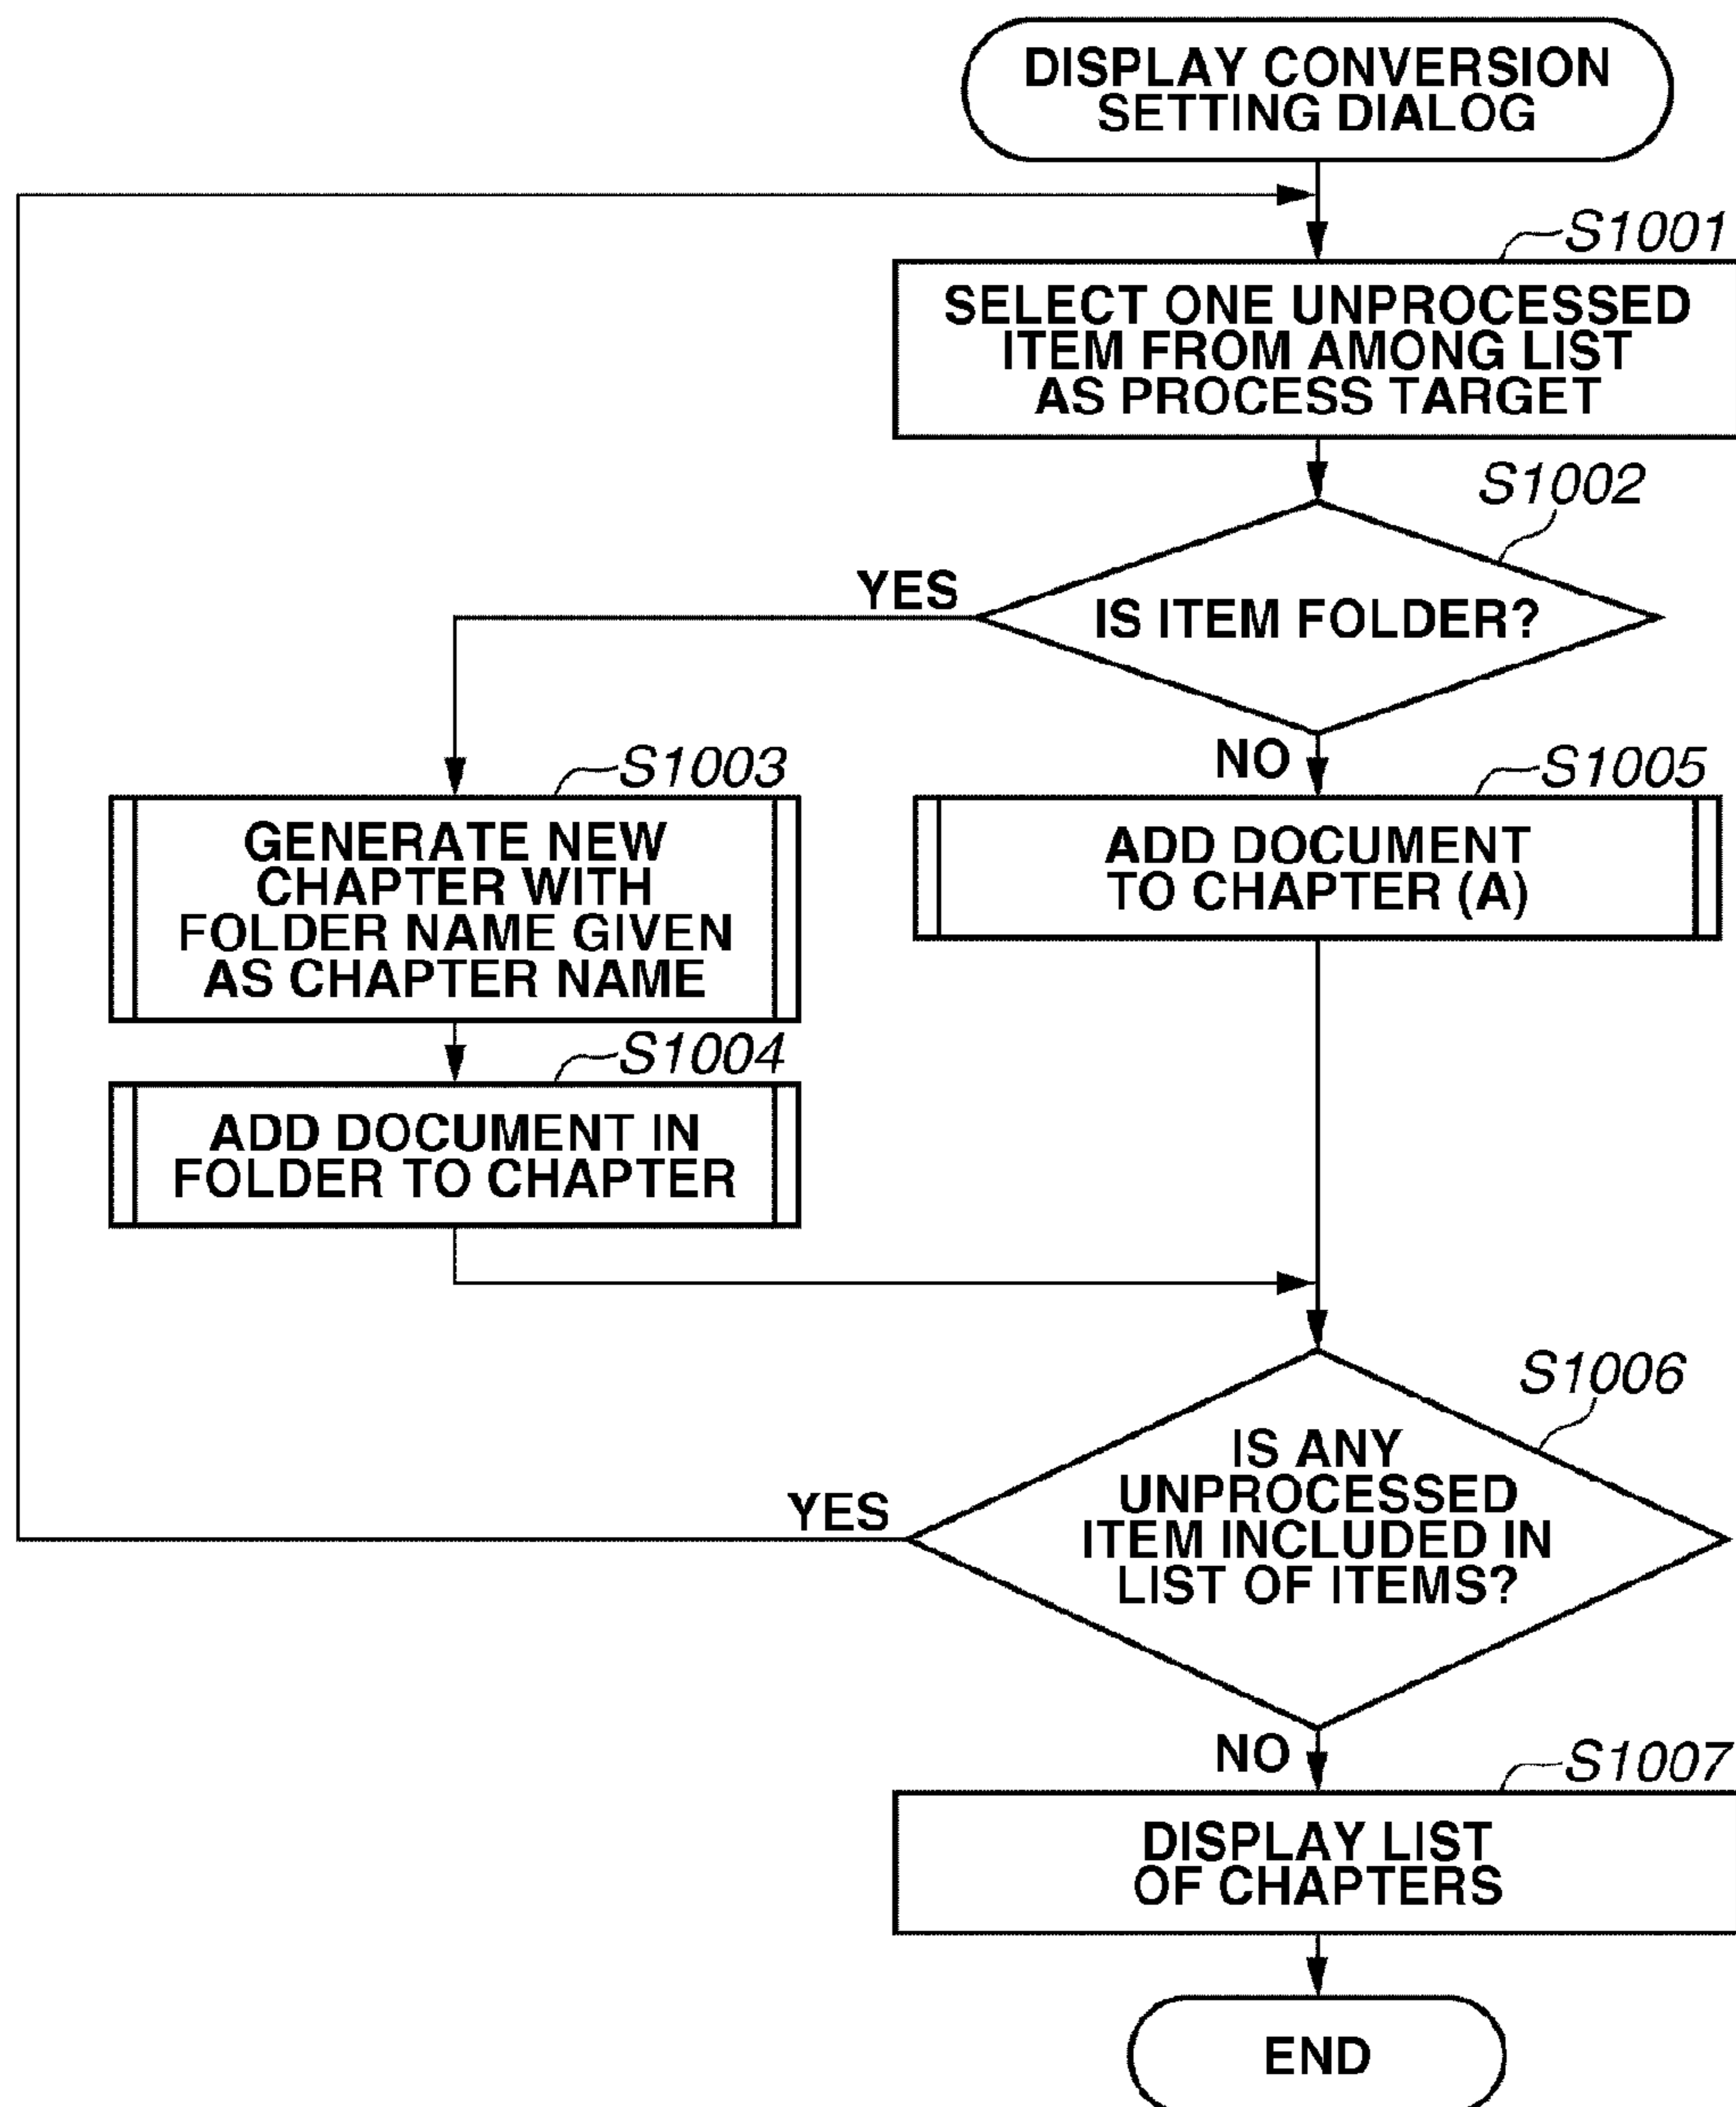 DISPLAY CONVERSION
SETTING DIALOG
S1001
SELECT ONE UNPROCESSED
ITEM FROM AMONG LIST
AS PROCESS TARGET
S1002
YES
IS ITEM FOLDER?
NO
S1003
GENERATE NEW
CHAPTER WITH
FOLDER NAME GIVEN
AS CHAPTER NAME
S1005
ADD DOCUMENT
TO CHAPTER (A)
S1004
ADD DOCUMENT IN
FOLDER TO CHAPTER
S1006
YES
IS ANY
UNPROCESSED
ITEM INCLUDED IN
LIST OF ITEMS?
NO
S1007
DISPLAY LIST
OF CHAPTERS
END